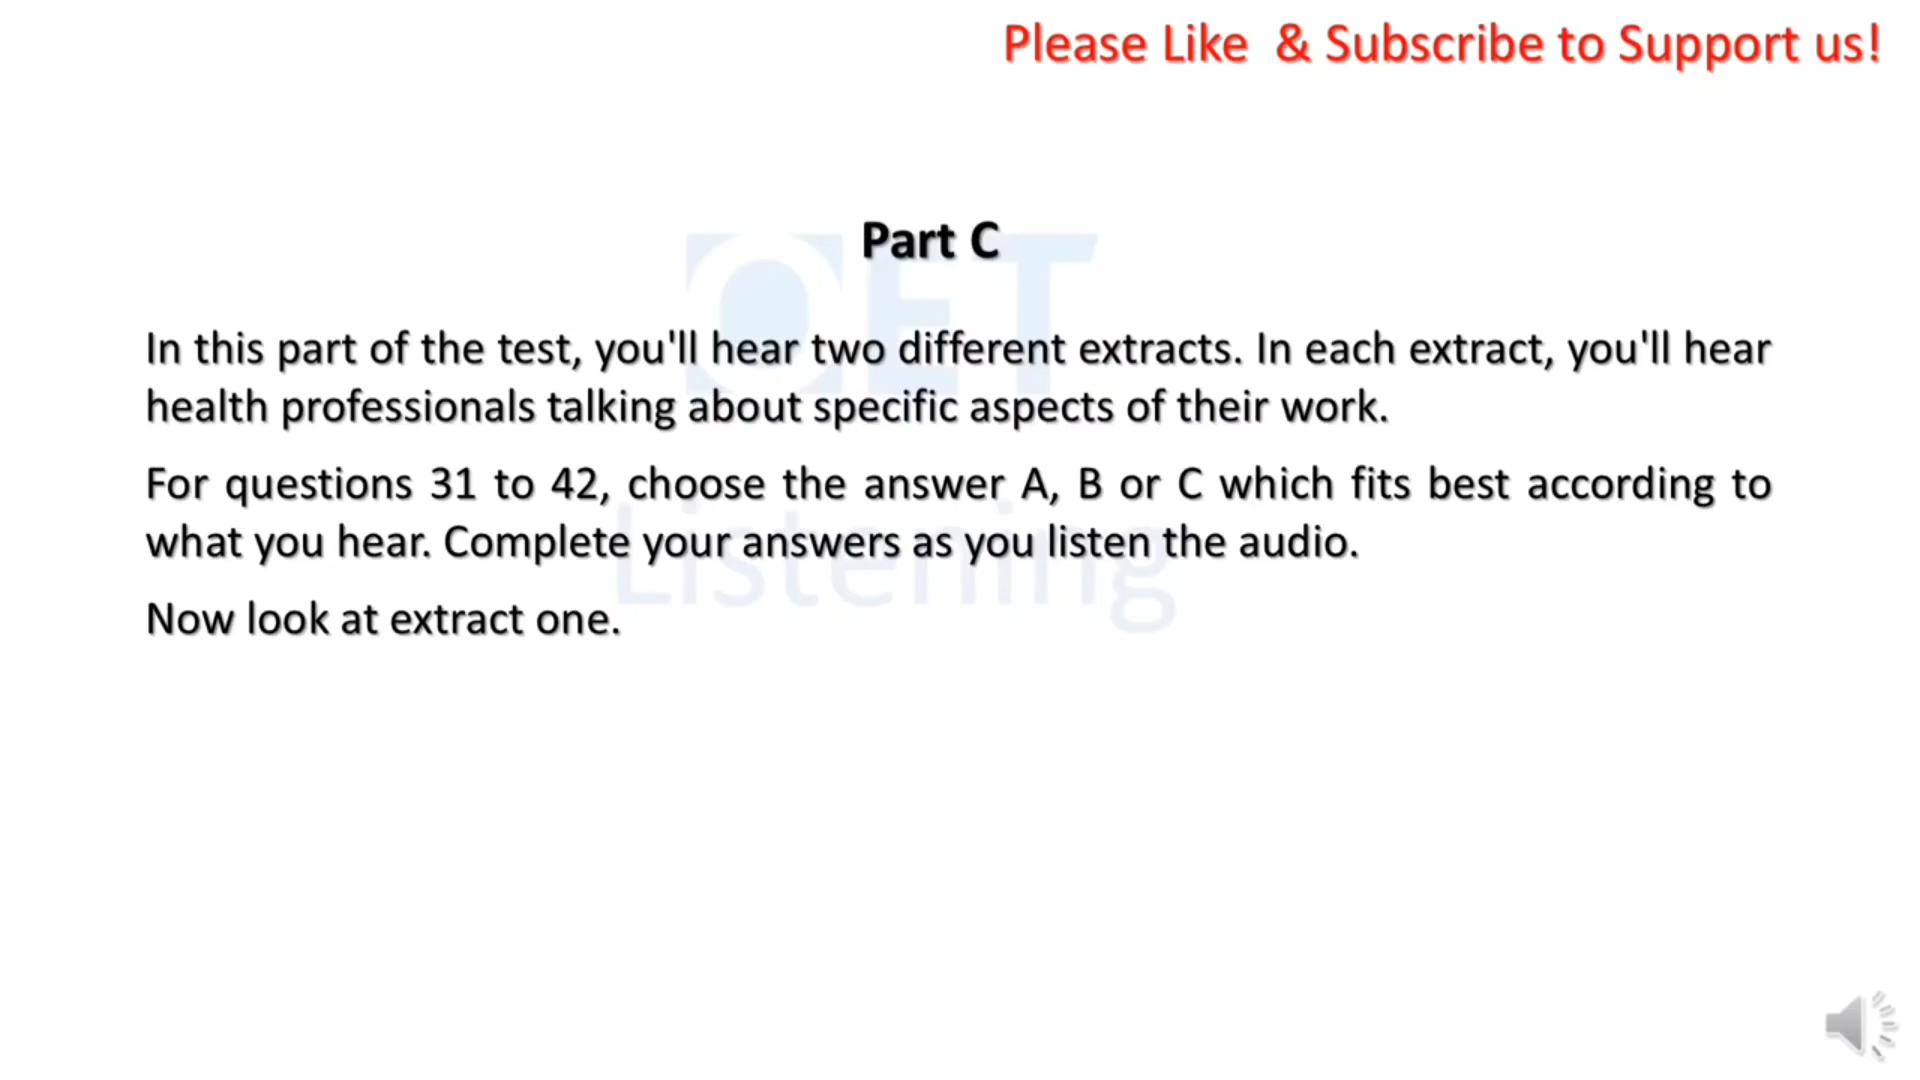 Please Like & Subscribe to Support us!
Part C
OET
In this part of the test, you'll hear two different extracts. In each extract, you'll hear
health professionals talking about specific aspects of their work.
For questions 31 to 42, choose the answer A, B or C which fits best according to
what you hear. Complete your answers as you listen the audio.
Listening
Now look at extract one.